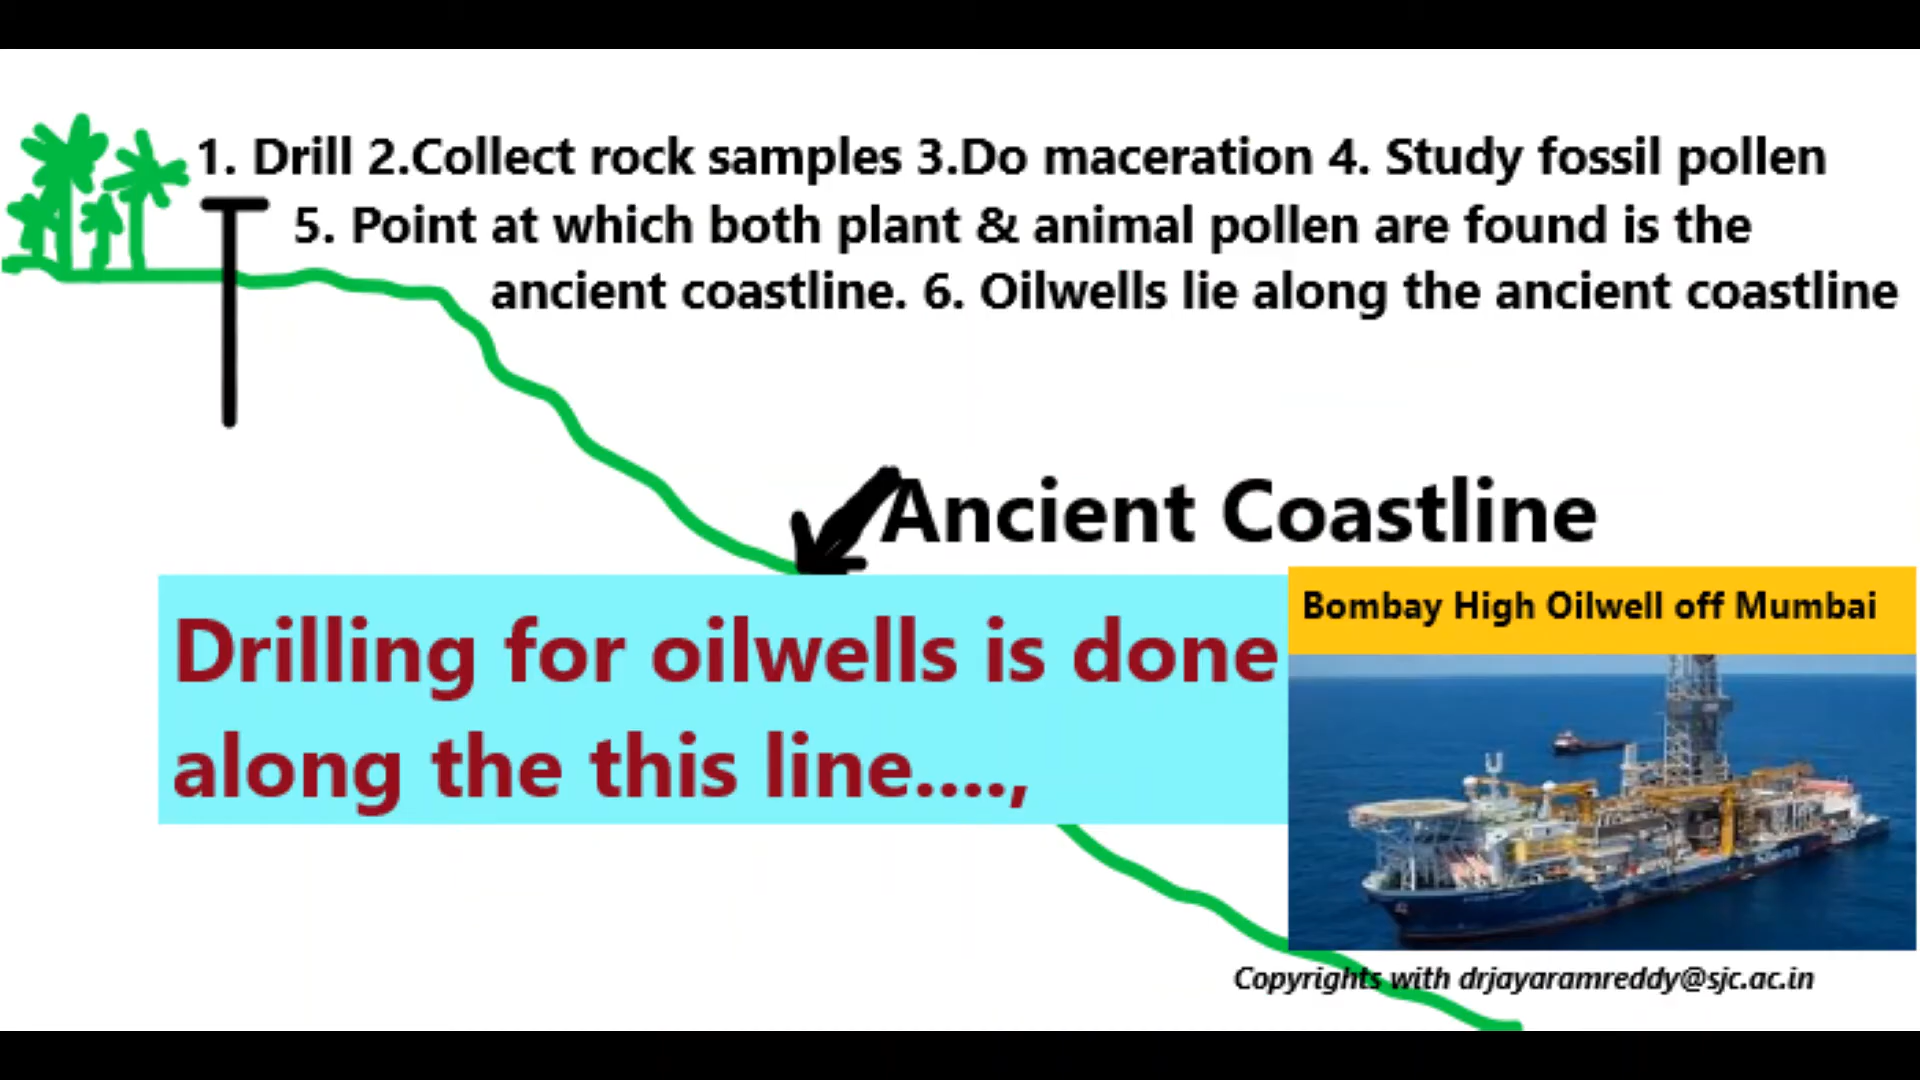 1. Drill 2.Collect rock samples 3.Do maceration 4. Study fossil pollen
5. Point at which both plant & animal pollen are found is the
ancient coastline. 6. Oilwells lie along the ancient coastline
Ancient Coastline
Drilling for oilwells is done
along the this line....,
Bombay High Oilwell off Mumbai
Copyrights with drjayaramreddy@sjc.ac.in